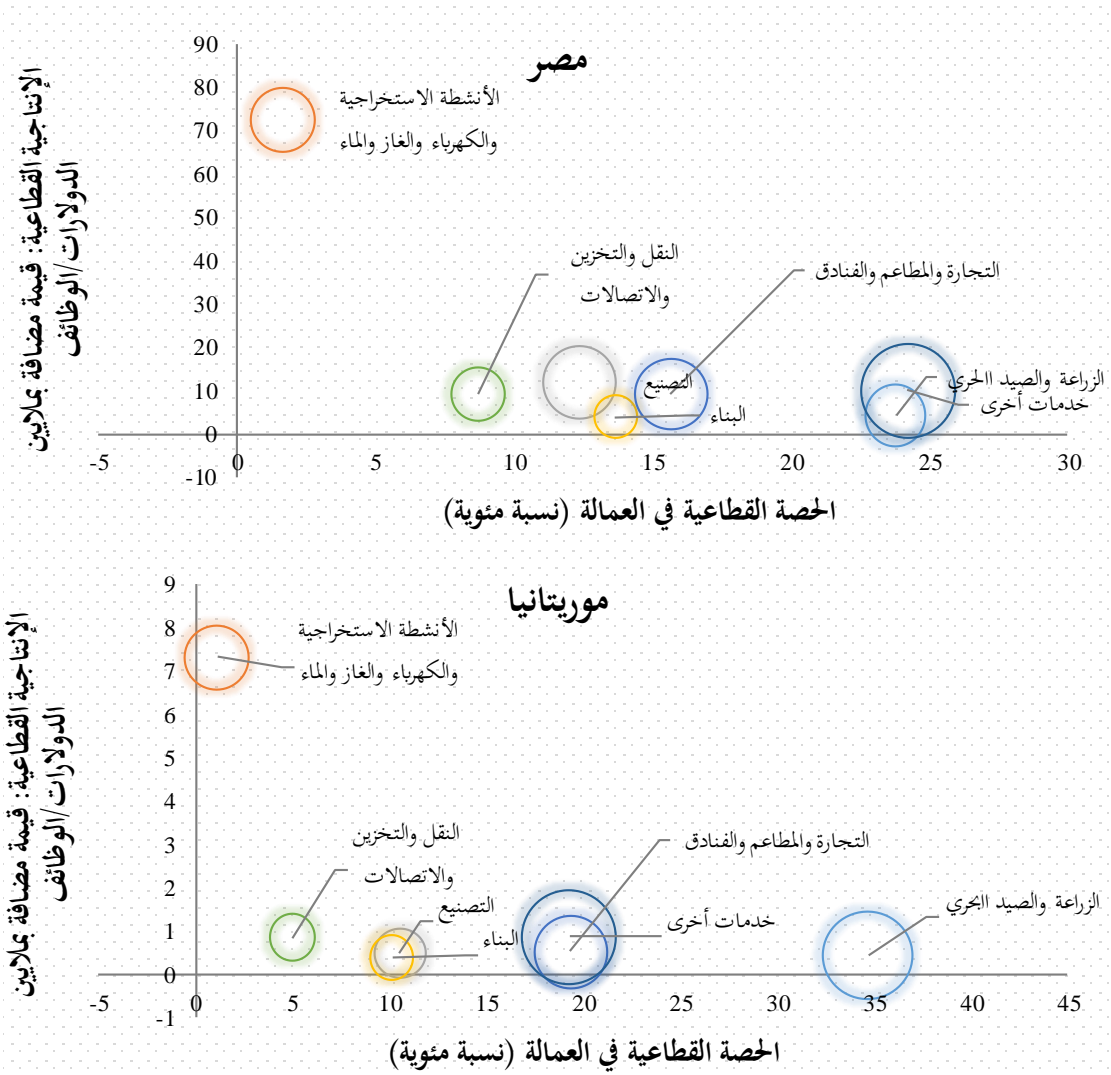 مصر
الإنتاجية القطاعية: قيمة مضافة بملايين
الدولارات/الوظائف
90
80
70
60
50
40
30
20
10
0
-10
الأنشطة الاستخراجية
والكهرباء والغاز والماء
النقل والتخزين
والاتصالات
التجارة والمطاعم والفنادق
التصنيع
البناء
الزراعة والصيد االحري
خدمات أخرى
-5 0 5 10 15 20 25 30
الحصة القطاعية في العمالة (نسبة مئوية)
موريتانيا
الإنتاجية القطاعية: قيمة مضافة بملايين
الدولارات/الوظائف
9
8
7
6
5
4
3
2
1
0
-1
الأنشطة الاستخراجية
والكهرباء والغاز والماء
النقل والتخزين
والاتصالات
التصنيع
البناء
التجارة والمطاعم والفنادق
خدمات أخرى
الزراعة والصيد اابحري
-5 0 5 10 15 20 25 30 35 40 45
الحصة القطاعية في العمالة (نسبة مئوية)